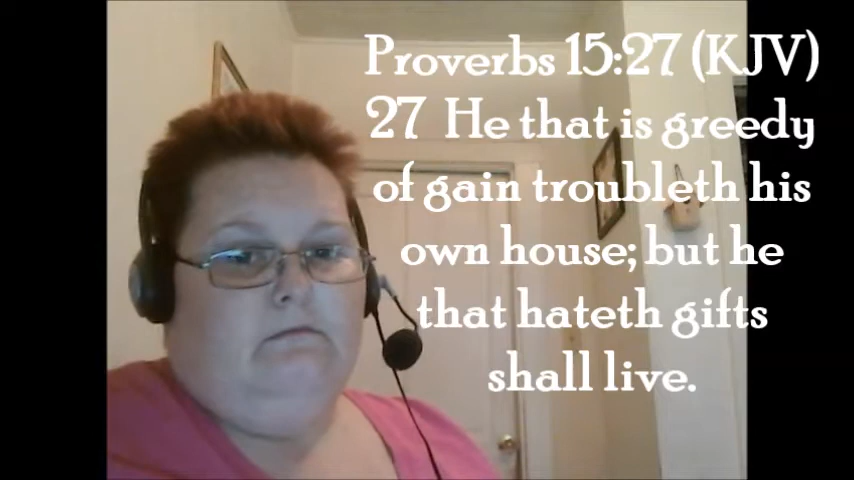 Proverbs 15:27 (KJV)
27 He that is greedy
of gain troubleth his
own house; but he
that hateth gifts
shall live.